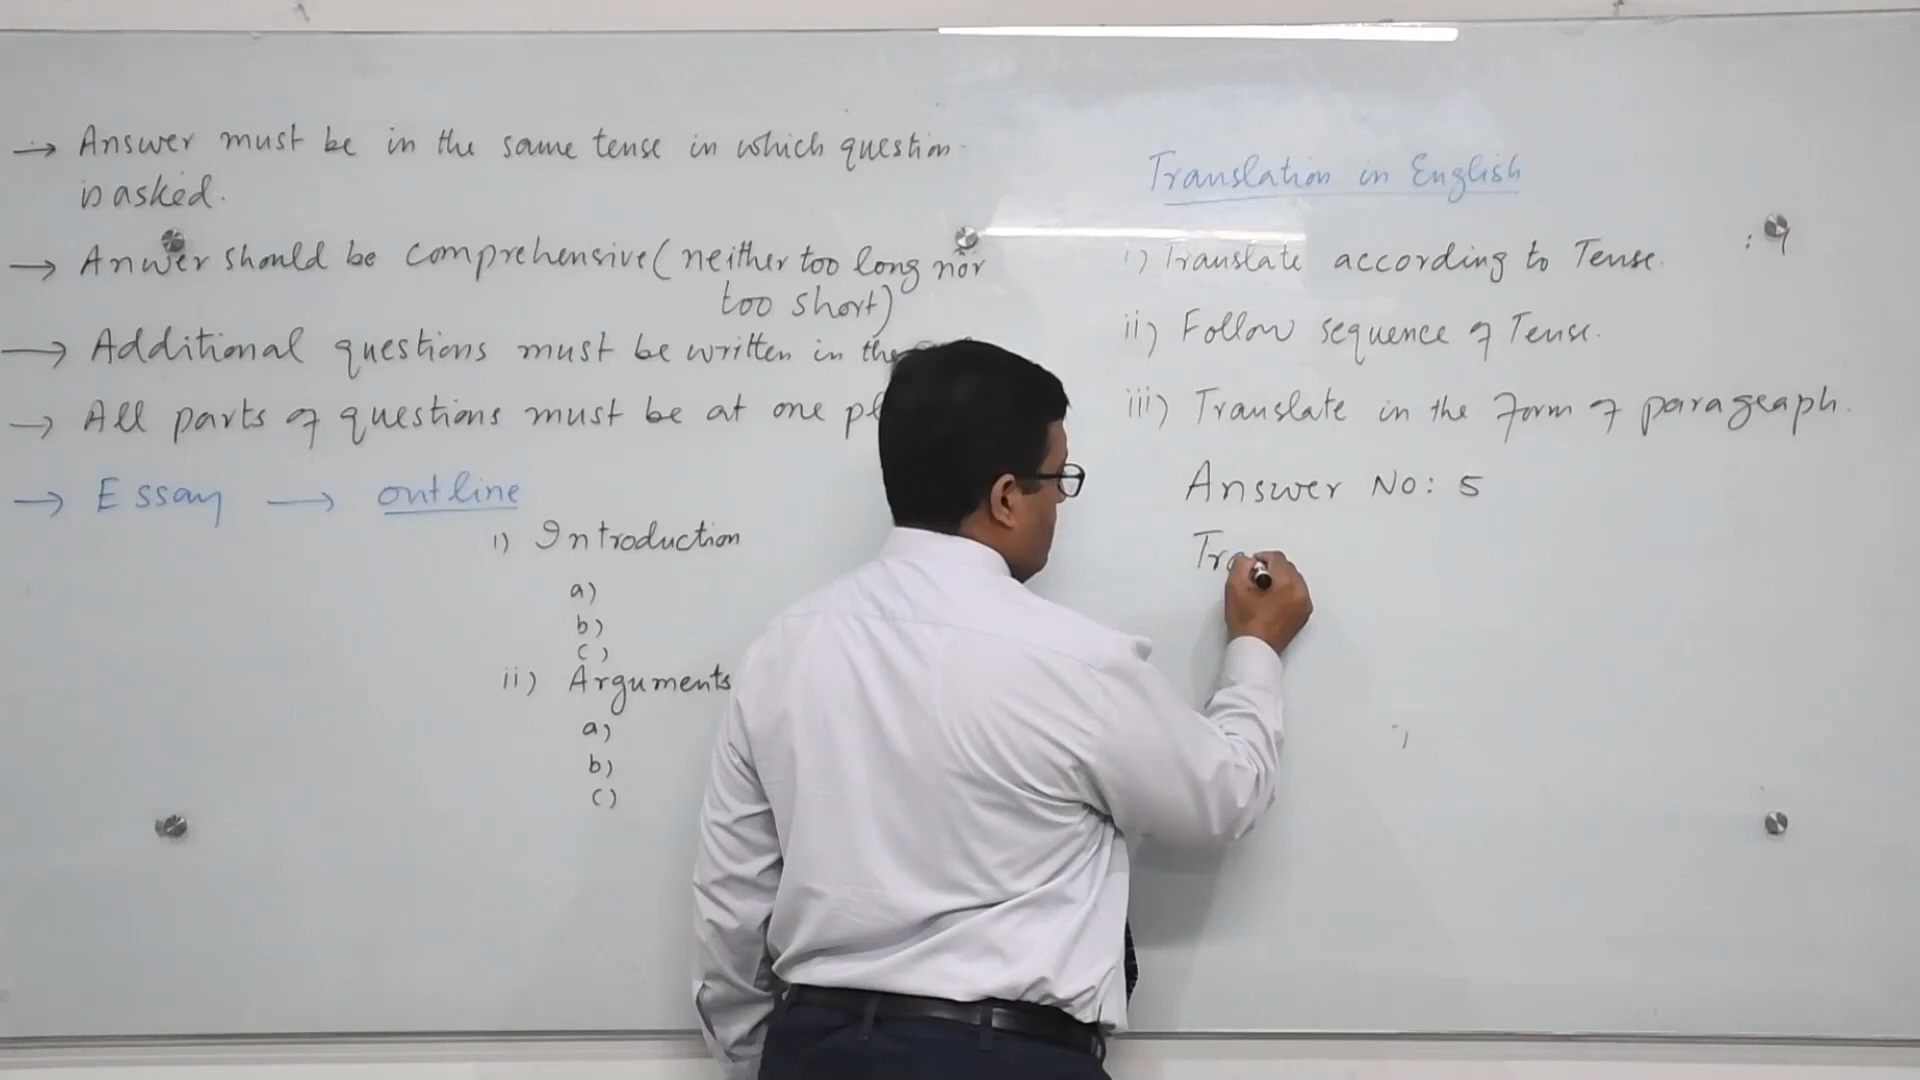 → Answer must be in the same tense in which question
is asked.
→ Anwer should be comprehensive (neither too long nor
too short)
→ Additional questions must be written in the
→ All parts of questions must be at one
→ Essay → outline
i) Introduction
a)
b)
c)
ii) Arguments
a)
b)
c)
Translation in English
i) Translate according to Tense.
ii) Follow sequence of Tense.
iii) Translate in the form of paragraph.
Answer No: 5